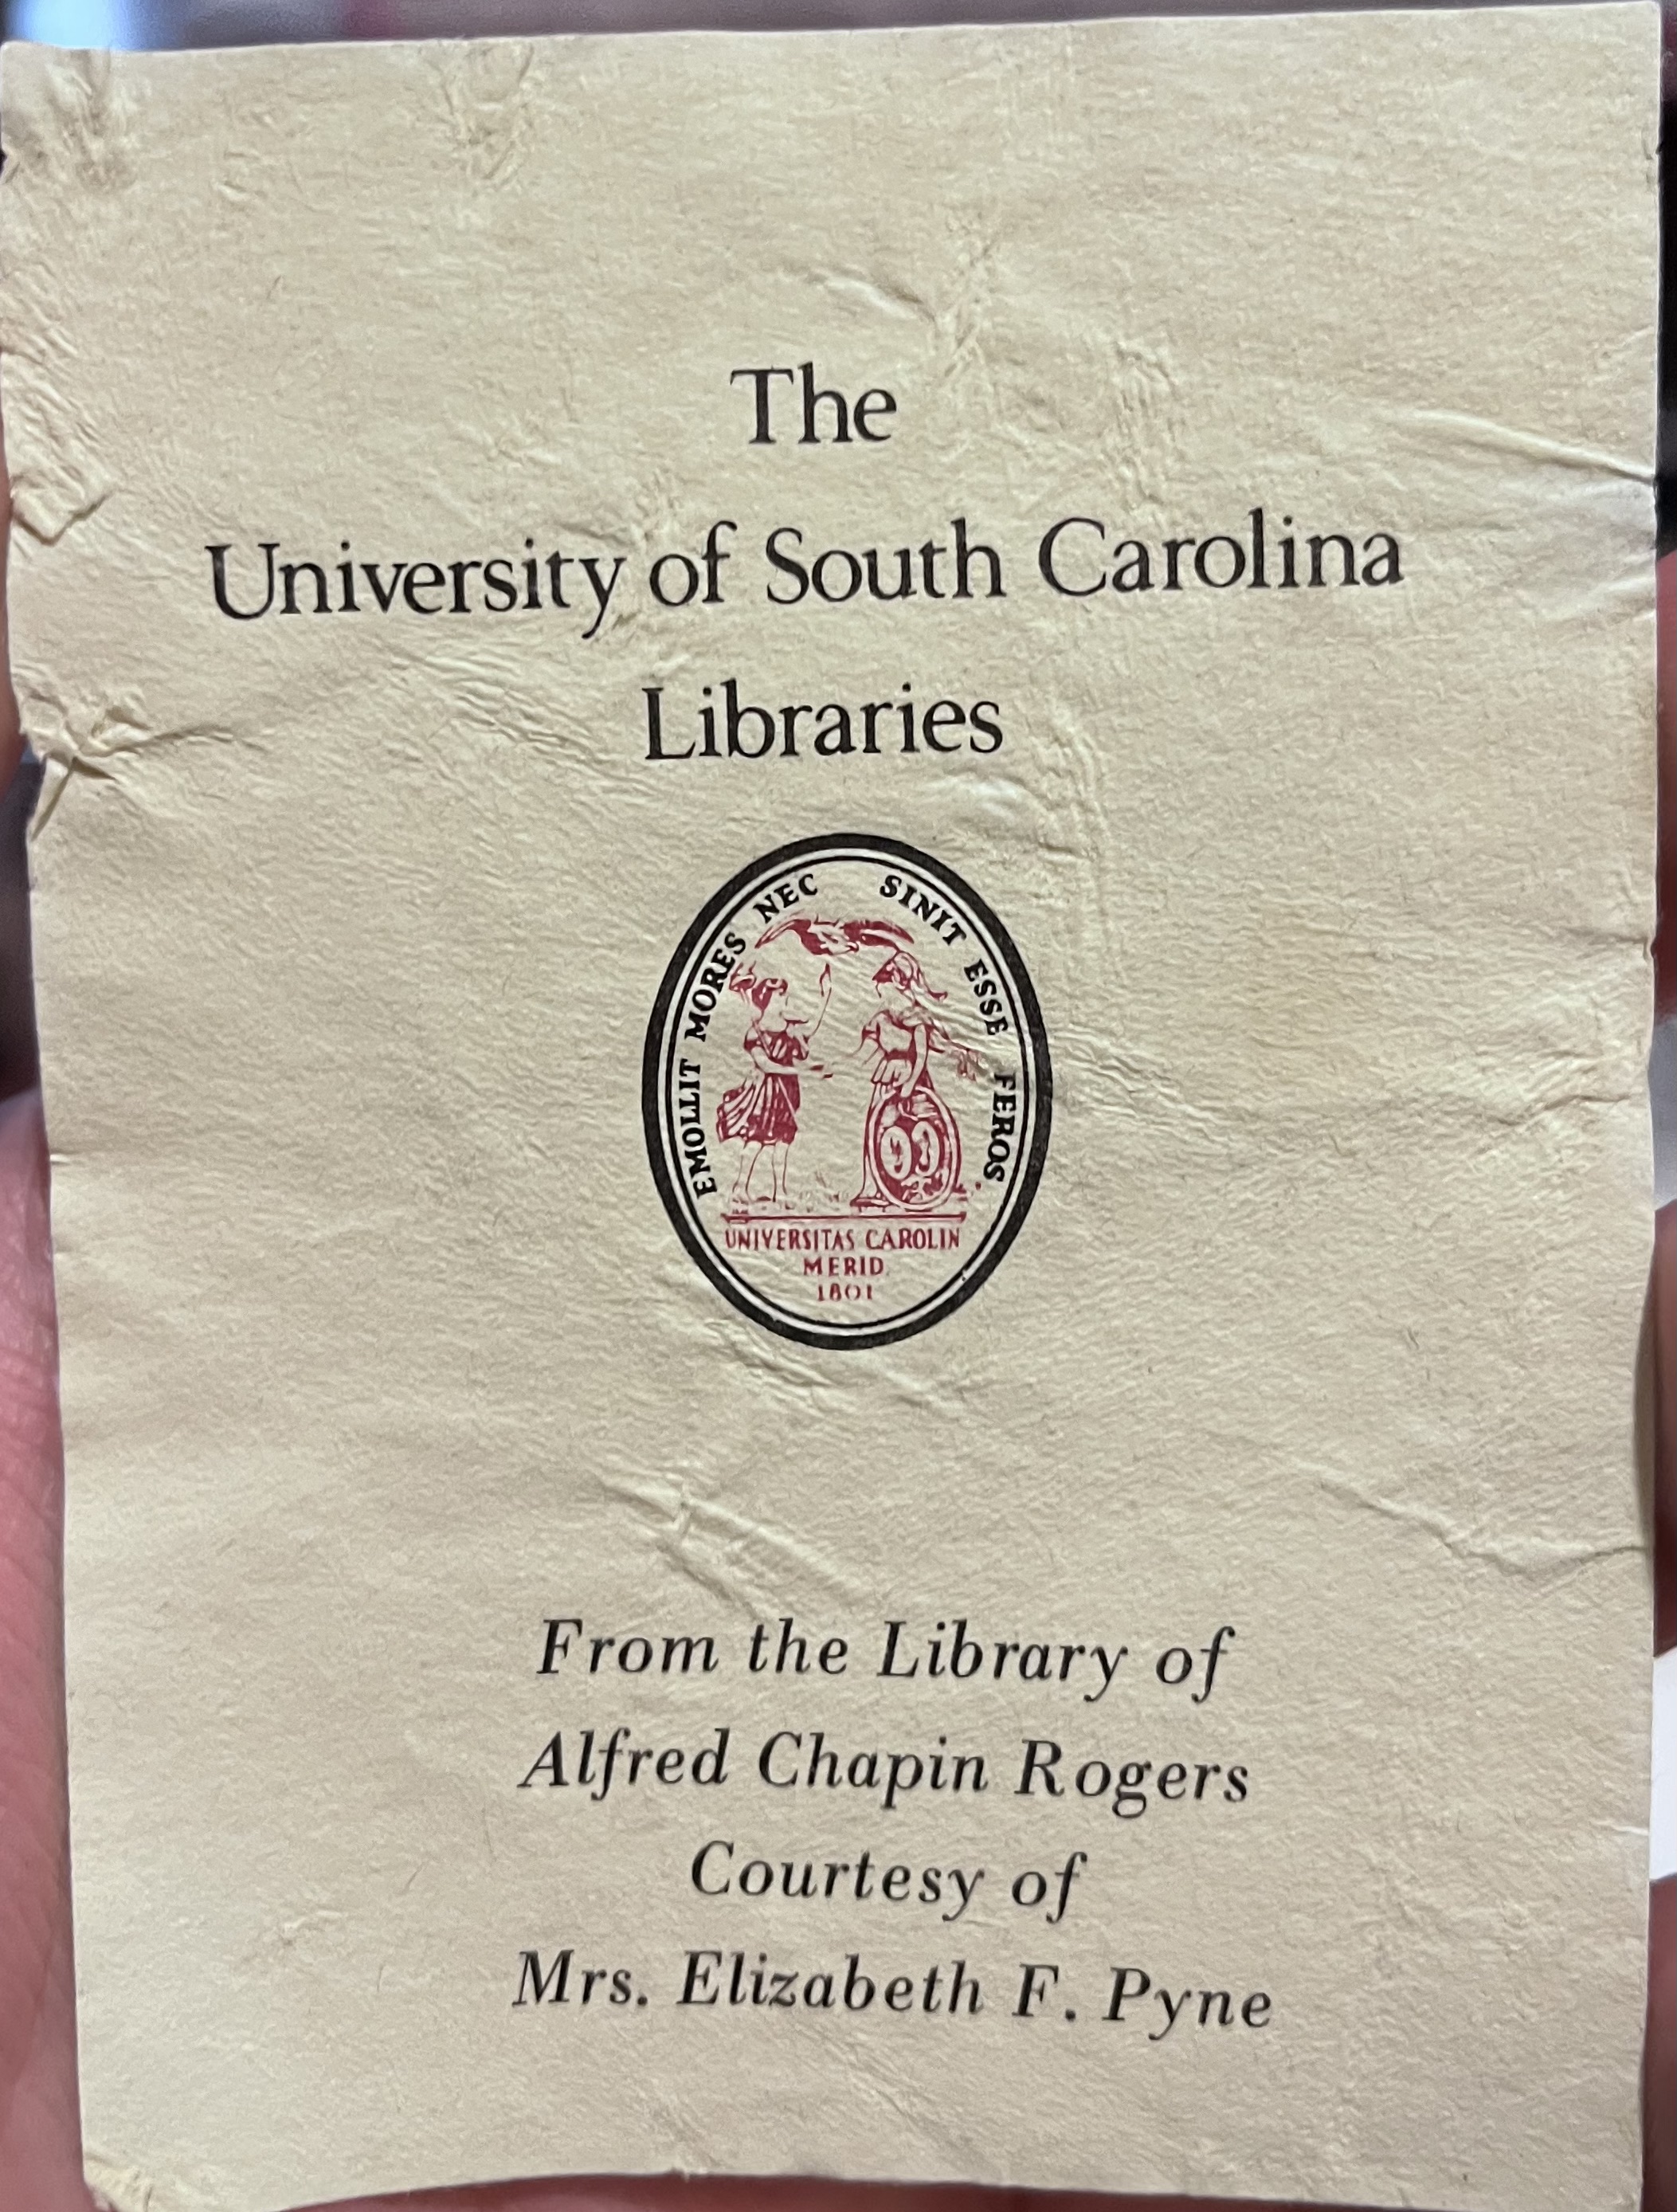 The
University of South Carolina
Libraries
EMOLLIT MORES NEC SINIT ESSE FEROS
UNIVERSITAS CAROLIN
MERID
1801
From the Library of
Alfred Chapin Rogers
Courtesy of
Mrs. Elizabeth F. Pyne